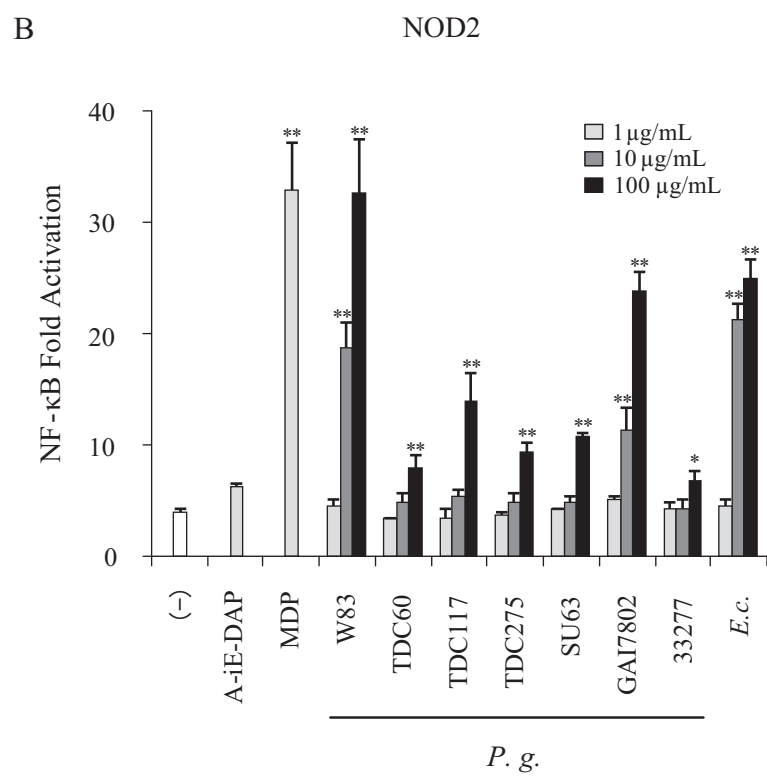 B
NOD2
NF-κB Fold Activation
40
30
20
10
0
1 µg/mL
10 µg/mL
100 µg/mL
**
**
**
**
**
**
**
**
**
*
**
**
(−)
A-iE-DAP
MDP
W83
TDC60
TDC117
TDC275
SU63
GAI7802
33277
E.c.
P. g.